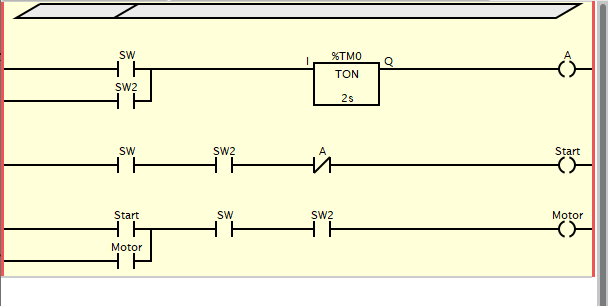 SW %TM0 A
I TON Q
SW2
2s
SW SW2 A Start
Start SW SW2 Motor
Motor